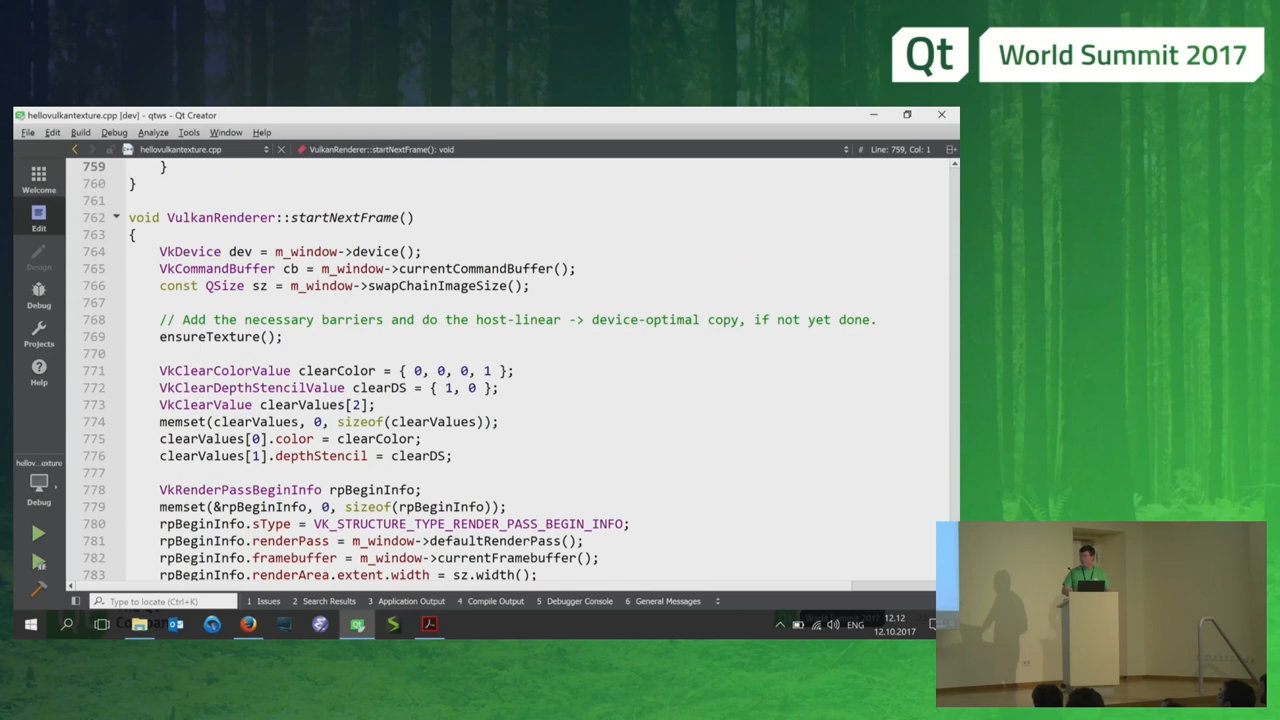 Qt World Summit 2017
hellovulkantexture.cpp [dev] - qtws - Qt Creator
File Edit Build Debug Analyze Tools Window Help
hellovulkantexture.cpp VulkanRenderer::startNextFrame(): void # Line: 759, Col: 1
Welcome
Edit
Design
Debug
Projects
Help
hellov...exture
Debug
759 }
760 }
761
762 void VulkanRenderer::startNextFrame()
763 {
764 VkDevice dev = m_window->device();
765 VkCommandBuffer cb = m_window->currentCommandBuffer();
766 const QSize sz = m_window->swapChainImageSize();
767
768 // Add the necessary barriers and do the host-linear -> device-optimal copy, if not yet done.
769 ensureTexture();
770
771 VkClearColorValue clearColor = { 0, 0, 0, 1 };
772 VkClearDepthStencilValue clearDS = { 1, 0 };
773 VkClearValue clearValues[2];
774 memset(clearValues, 0, sizeof(clearValues));
775 clearValues[0].color = clearColor;
776 clearValues[1].depthStencil = clearDS;
777
778 VkRenderPassBeginInfo rpBeginInfo;
779 memset(&rpBeginInfo, 0, sizeof(rpBeginInfo));
780 rpBeginInfo.sType = VK_STRUCTURE_TYPE_RENDER_PASS_BEGIN_INFO;
781 rpBeginInfo.renderPass = m_window->defaultRenderPass();
782 rpBeginInfo.framebuffer = m_window->currentFramebuffer();
783 rpBeginInfo.renderArea.extent.width = sz.width();
Type to locate (Ctrl+K) 1 Issues 2 Search Results 3 Application Output 4 Compile Output 5 Debugger Console 6 General Messages
ENG 12.12
12.10.2017